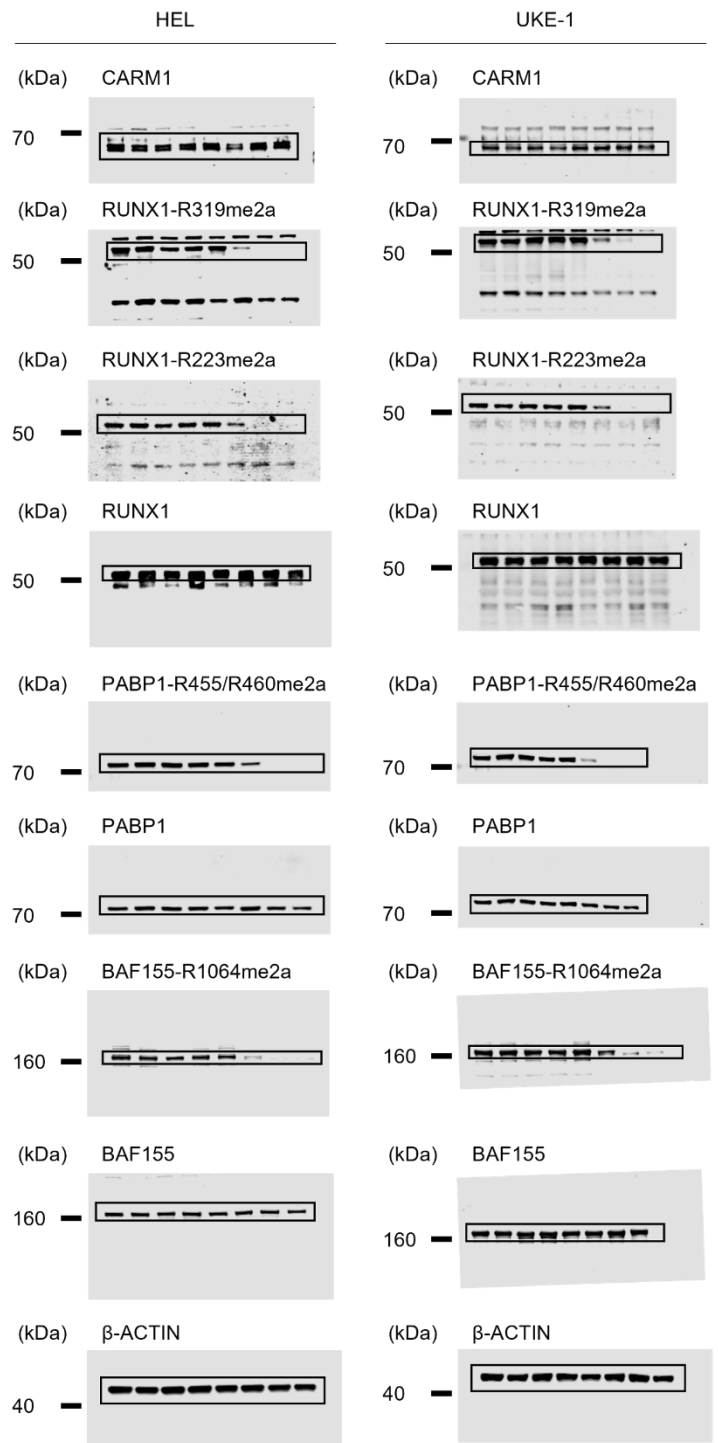 HEL UKE-1
(kDa) CARM1 (kDa) CARM1
70 70
(kDa) RUNX1-R319me2a (kDa) RUNX1-R319me2a
50 50
(kDa) RUNX1-R223me2a (kDa) RUNX1-R223me2a
50 50
(kDa) RUNX1 (kDa) RUNX1
50 50
(kDa) PABP1-R455/R460me2a (kDa) PABP1-R455/R460me2a
70 70
(kDa) PABP1 (kDa) PABP1
70 70
(kDa) BAF155-R1064me2a (kDa) BAF155-R1064me2a
160 160
(kDa) BAF155 (kDa) BAF155
160 160
(kDa) β-ACTIN (kDa) β-ACTIN
40 40